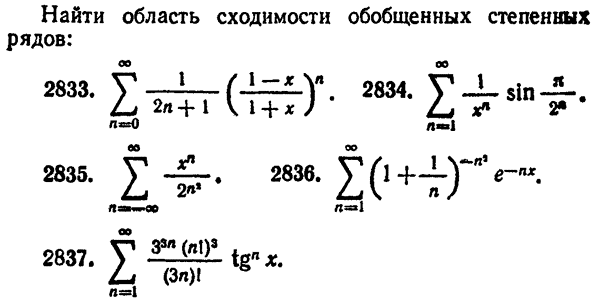 Найти область сходимости обобщенных степенных
рядов:
2833. $\sum_{n=0}^{\infty} \frac{1}{2n+1} \left( \frac{1-x}{1+x} \right)^n$. 2834. $\sum_{n=1}^{\infty} \frac{1}{x^n} \sin \frac{\pi}{2^n}$.
2835. $\sum_{n=-\infty}^{\infty} \frac{x^n}{2^{n^2}}$. 2836. $\sum_{n=1}^{\infty} \left( 1 + \frac{1}{n} \right)^{-n^2} e^{-nx}$.
2837. $\sum_{n=1}^{\infty} \frac{3^{3n} (n!)^3}{(3n)!} \operatorname{tg}^n x$.